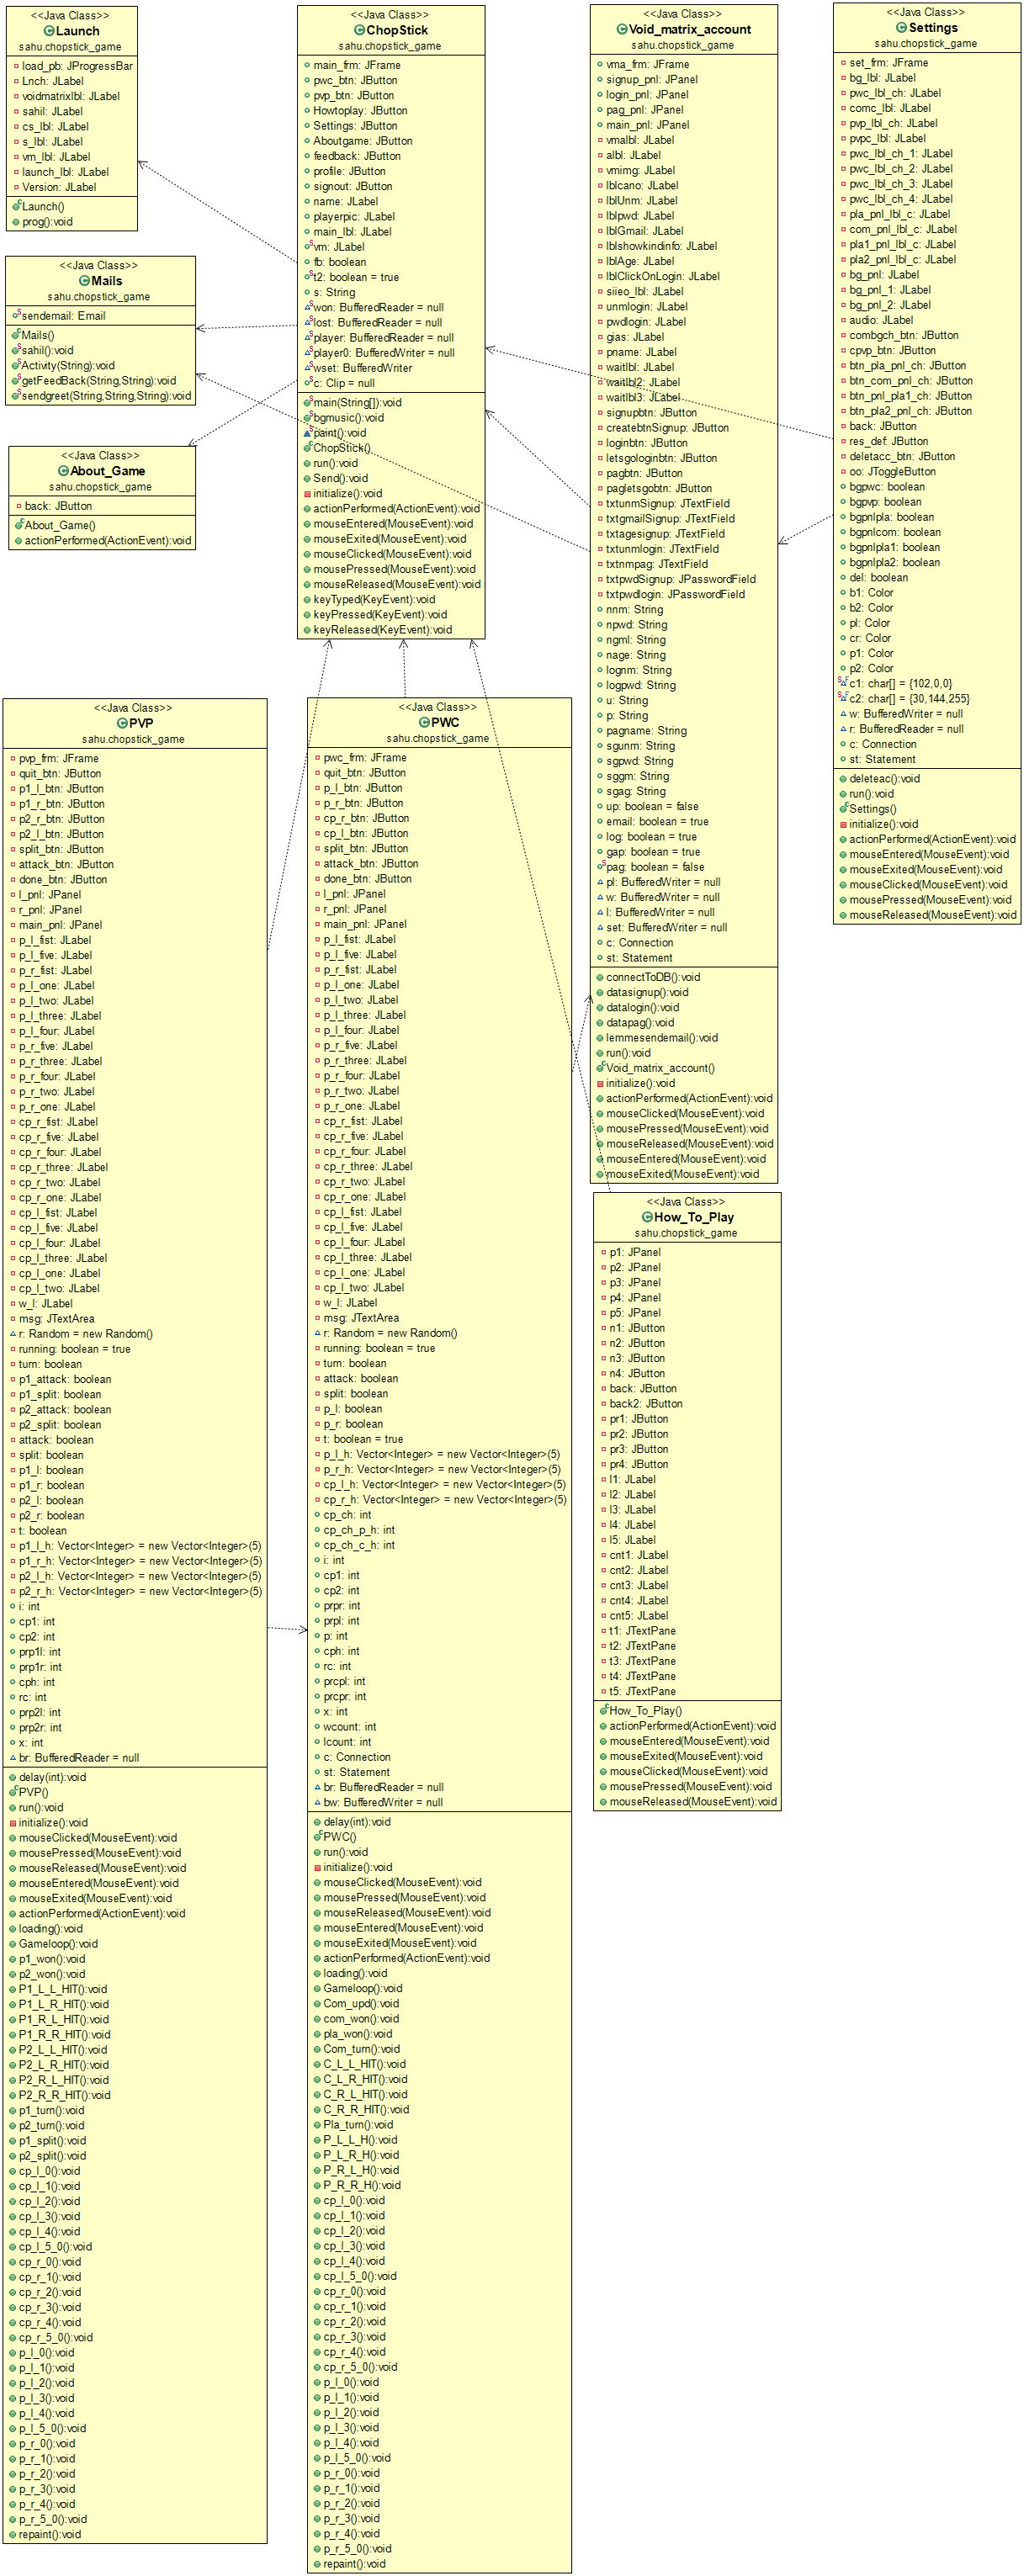 <<Java Class>>
Launch
sahu.chopstick_game
load_pb: JProgressBar
Lnch: JLabel
voidmatrixlbl: JLabel
sahil: JLabel
cs_lbl: JLabel
s_lbl: JLabel
vm_lbl: JLabel
launch_lbl: JLabel
Version: JLabel
Launch()
prog():void
<<Java Class>>
Mails
sahu.chopstick_game
sendemail: Email
Mails()
sahil():void
Activity(String):void
getFeedBack(String,String):void
sendgreet(String,String,String):void
<<Java Class>>
About_Game
sahu.chopstick_game
back: JButton
About_Game()
actionPerformed(ActionEvent):void
<<Java Class>>
ChopStick
sahu.chopstick_game
main_frm: JFrame
pwc_btn: JButton
pvp_btn: JButton
Howtoplay: JButton
Settings: JButton
Aboutgame: JButton
feedback: JButton
profile: JButton
signout: JButton
name: JLabel
playerpic: JLabel
main_lbl: JLabel
vm: JLabel
fb: boolean
t2: boolean = true
s: String
won: BufferedReader = null
lost: BufferedReader = null
player: BufferedReader = null
player0: BufferedWriter = null
wset: BufferedWriter
c: Clip = null
main(String[]):void
bgmusic():void
paint():void
ChopStick()
run():void
Send():void
initialize():void
actionPerformed(ActionEvent):void
mouseEntered(MouseEvent):void
mouseExited(MouseEvent):void
mouseClicked(MouseEvent):void
mousePressed(MouseEvent):void
mouseReleased(MouseEvent):void
keyTyped(KeyEvent):void
keyPressed(KeyEvent):void
keyReleased(KeyEvent):void
<<Java Class>>
Void_matrix_account
sahu.chopstick_game
vma_frm: JFrame
signup_pnl: JPanel
login_pnl: JPanel
pag_pnl: JPanel
main_pnl: JPanel
vmalbl: JLabel
albl: JLabel
vmimg: JLabel
lblcano: JLabel
lblUnm: JLabel
lblpwd: JLabel
lblGmail: JLabel
lblshowkindinfo: JLabel
lblAge: JLabel
lblClickOnLogin: JLabel
siieo_lbl: JLabel
unmlogin: JLabel
pwdlogin: JLabel
gias: JLabel
pname: JLabel
waitlbl: JLabel
waitlbl2: JLabel
waitlbl3: JLabel
signupbtn: JButton
createbtnSignup: JButton
loginbtn: JButton
letsgologinbtn: JButton
pagbtn: JButton
pagletsgobtn: JButton
txtunmSignup: JTextField
txtgmailSignup: JTextField
txtagesignup: JTextField
txtunmlogin: JTextField
txtnmpag: JTextField
txtpwdSignup: JPasswordField
txtpwdlogin: JPasswordField
nnm: String
npwd: String
ngml: String
nage: String
lognm: String
logpwd: String
u: String
p: String
pagname: String
sgunm: String
sgpwd: String
sggm: String
sgag: String
up: boolean = false
email: boolean = true
log: boolean = true
gap: boolean = true
pag: boolean = false
pl: BufferedWriter = null
w: BufferedWriter = null
l: BufferedWriter = null
set: BufferedWriter = null
c: Connection
st: Statement
connectToDB():void
datasignup():void
datalogin():void
datapag():void
lemmesendemail():void
run():void
Void_matrix_account()
initialize():void
actionPerformed(ActionEvent):void
mouseClicked(MouseEvent):void
mousePressed(MouseEvent):void
mouseReleased(MouseEvent):void
mouseEntered(MouseEvent):void
mouseExited(MouseEvent):void
<<Java Class>>
Settings
sahu.chopstick_game
set_frm: JFrame
bg_lbl: JLabel
pwc_lbl_ch: JLabel
comc_lbl: JLabel
pvp_lbl_ch: JLabel
pvpc_lbl: JLabel
pwc_lbl_ch_1: JLabel
pwc_lbl_ch_2: JLabel
pwc_lbl_ch_3: JLabel
pwc_lbl_ch_4: JLabel
pla_pnl_lbl_c: JLabel
com_pnl_lbl_c: JLabel
pla1_pnl_lbl_c: JLabel
pla2_pnl_lbl_c: JLabel
bg_pnl: JLabel
bg_pnl_1: JLabel
bg_pnl_2: JLabel
audio: JLabel
combgch_btn: JButton
cpvp_btn: JButton
btn_pla_pnl_ch: JButton
btn_com_pnl_ch: JButton
btn_pnl_pla1_ch: JButton
btn_pla2_pnl_ch: JButton
back: JButton
res_def: JButton
deletacc_btn: JButton
oo: JToggleButton
bgpwc: boolean
bgpvp: boolean
bgpnlpla: boolean
bgpnlcom: boolean
bgpnlpla1: boolean
bgpnlpla2: boolean
del: boolean
b1: Color
b2: Color
pl: Color
cr: Color
p1: Color
p2: Color
c1: char[] = {102,0,0}
c2: char[] = {30,144,255}
w: BufferedWriter = null
r: BufferedReader = null
c: Connection
st: Statement
deleteac():void
run():void
Settings()
initialize():void
actionPerformed(ActionEvent):void
mouseEntered(MouseEvent):void
mouseExited(MouseEvent):void
mouseClicked(MouseEvent):void
mousePressed(MouseEvent):void
mouseReleased(MouseEvent):void
<<Java Class>>
PVP
sahu.chopstick_game
pvp_frm: JFrame
quit_btn: JButton
p1_l_btn: JButton
p1_r_btn: JButton
p2_r_btn: JButton
p2_l_btn: JButton
split_btn: JButton
attack_btn: JButton
done_btn: JButton
l_pnl: JPanel
r_pnl: JPanel
main_pnl: JPanel
p_l_fist: JLabel
p_l_five: JLabel
p_r_fist: JLabel
p_l_one: JLabel
p_l_two: JLabel
p_l_three: JLabel
p_l_four: JLabel
p_r_five: JLabel
p_r_three: JLabel
p_r_four: JLabel
p_r_two: JLabel
p_r_one: JLabel
cp_r_fist: JLabel
cp_r_five: JLabel
cp_r_four: JLabel
cp_r_three: JLabel
cp_r_two: JLabel
cp_r_one: JLabel
cp_l_fist: JLabel
cp_l_five: JLabel
cp_l_four: JLabel
cp_l_three: JLabel
cp_l_one: JLabel
cp_l_two: JLabel
w_l: JLabel
msg: JTextArea
r: Random = new Random()
running: boolean = true
turn: boolean
p1_attack: boolean
p1_split: boolean
p2_attack: boolean
p2_split: boolean
attack: boolean
split: boolean
p1_l: boolean
p1_r: boolean
p2_l: boolean
p2_r: boolean
t: boolean
p1_l_h: Vector<Integer> = new Vector<Integer>(5)
p1_r_h: Vector<Integer> = new Vector<Integer>(5)
p2_l_h: Vector<Integer> = new Vector<Integer>(5)
p2_r_h: Vector<Integer> = new Vector<Integer>(5)
i: int
cp1: int
cp2: int
prp1l: int
prp1r: int
cph: int
rc: int
prp2l: int
prp2r: int
x: int
br: BufferedReader = null
delay(int):void
PVP()
run():void
initialize():void
mouseClicked(MouseEvent):void
mousePressed(MouseEvent):void
mouseReleased(MouseEvent):void
mouseEntered(MouseEvent):void
mouseExited(MouseEvent):void
actionPerformed(ActionEvent):void
loading():void
Gameloop():void
p1_won():void
p2_won():void
P1_L_L_HIT():void
P1_L_R_HIT():void
P1_R_L_HIT():void
P1_R_R_HIT():void
P2_L_L_HIT():void
P2_L_R_HIT():void
P2_R_L_HIT():void
P2_R_R_HIT():void
p1_turn():void
p2_turn():void
p1_split():void
p2_split():void
cp_l_0():void
cp_l_1():void
cp_l_2():void
cp_l_3():void
cp_l_4():void
cp_l_5_0():void
cp_r_0():void
cp_r_1():void
cp_r_2():void
cp_r_3():void
cp_r_4():void
cp_r_5_0():void
p_l_0():void
p_l_1():void
p_l_2():void
p_l_3():void
p_l_4():void
p_l_5_0():void
p_r_0():void
p_r_1():void
p_r_2():void
p_r_3():void
p_r_4():void
p_r_5_0():void
repaint():void
<<Java Class>>
PWC
sahu.chopstick_game
pwc_frm: JFrame
quit_btn: JButton
p_l_btn: JButton
p_r_btn: JButton
cp_r_btn: JButton
cp_l_btn: JButton
split_btn: JButton
attack_btn: JButton
done_btn: JButton
l_pnl: JPanel
r_pnl: JPanel
main_pnl: JPanel
p_l_fist: JLabel
p_l_five: JLabel
p_r_fist: JLabel
p_l_one: JLabel
p_l_two: JLabel
p_l_three: JLabel
p_l_four: JLabel
p_r_five: JLabel
p_r_three: JLabel
p_r_four: JLabel
p_r_two: JLabel
p_r_one: JLabel
cp_r_fist: JLabel
cp_r_five: JLabel
cp_r_four: JLabel
cp_r_three: JLabel
cp_r_two: JLabel
cp_r_one: JLabel
cp_l_fist: JLabel
cp_l_five: JLabel
cp_l_four: JLabel
cp_l_three: JLabel
cp_l_one: JLabel
cp_l_two: JLabel
w_l: JLabel
msg: JTextArea
r: Random = new Random()
running: boolean = true
turn: boolean
attack: boolean
split: boolean
p_l: boolean
p_r: boolean
t: boolean = true
p_l_h: Vector<Integer> = new Vector<Integer>(5)
p_r_h: Vector<Integer> = new Vector<Integer>(5)
cp_l_h: Vector<Integer> = new Vector<Integer>(5)
cp_r_h: Vector<Integer> = new Vector<Integer>(5)
cp_ch: int
cp_ch_p_h: int
cp_ch_c_h: int
i: int
cp1: int
cp2: int
prpr: int
prpl: int
p: int
cph: int
rc: int
prcpl: int
prcpr: int
x: int
wcount: int
lcount: int
c: Connection
st: Statement
br: BufferedReader = null
bw: BufferedWriter = null
delay(int):void
PWC()
run():void
initialize():void
mouseClicked(MouseEvent):void
mousePressed(MouseEvent):void
mouseReleased(MouseEvent):void
mouseEntered(MouseEvent):void
mouseExited(MouseEvent):void
actionPerformed(ActionEvent):void
loading():void
Gameloop():void
Com_upd():void
com_won():void
pla_won():void
Com_turn():void
C_L_L_HIT():void
C_L_R_HIT():void
C_R_L_HIT():void
C_R_R_HIT():void
Pla_turn():void
P_L_L_H():void
P_L_R_H():void
P_R_L_H():void
P_R_R_H():void
cp_l_0():void
cp_l_1():void
cp_l_2():void
cp_l_3():void
cp_l_4():void
cp_l_5_0():void
cp_r_0():void
cp_r_1():void
cp_r_2():void
cp_r_3():void
cp_r_4():void
cp_r_5_0():void
p_l_0():void
p_l_1():void
p_l_2():void
p_l_3():void
p_l_4():void
p_l_5_0():void
p_r_0():void
p_r_1():void
p_r_2():void
p_r_3():void
p_r_4():void
p_r_5_0():void
repaint():void
<<Java Class>>
How_To_Play
sahu.chopstick_game
p1: JPanel
p2: JPanel
p3: JPanel
p4: JPanel
p5: JPanel
n1: JButton
n2: JButton
n3: JButton
n4: JButton
back: JButton
back2: JButton
pr1: JButton
pr2: JButton
pr3: JButton
pr4: JButton
l1: JLabel
l2: JLabel
l3: JLabel
l4: JLabel
l5: JLabel
cnt1: JLabel
cnt2: JLabel
cnt3: JLabel
cnt4: JLabel
cnt5: JLabel
t1: JTextPane
t2: JTextPane
t3: JTextPane
t4: JTextPane
t5: JTextPane
How_To_Play()
actionPerformed(ActionEvent):void
mouseEntered(MouseEvent):void
mouseExited(MouseEvent):void
mouseClicked(MouseEvent):void
mousePressed(MouseEvent):void
mouseReleased(MouseEvent):void